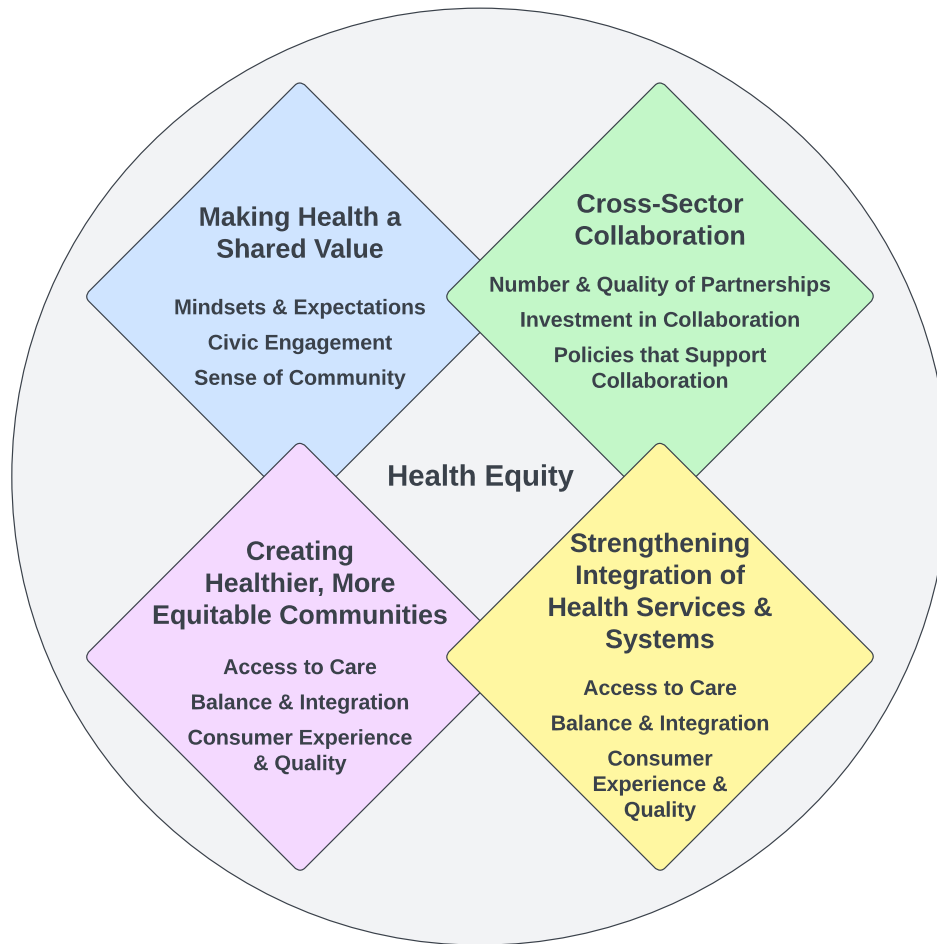 Making Health a
Shared Value
Mindsets & Expectations
Civic Engagement
Sense of Community
Cross-Sector
Collaboration
Number & Quality of Partnerships
Investment in Collaboration
Policies that Support
Collaboration
Health Equity
Creating
Healthier, More
Equitable Communities
Access to Care
Balance & Integration
Consumer Experience
& Quality
Strengthening
Integration of
Health Services &
Systems
Access to Care
Balance & Integration
Consumer
Experience &
Quality